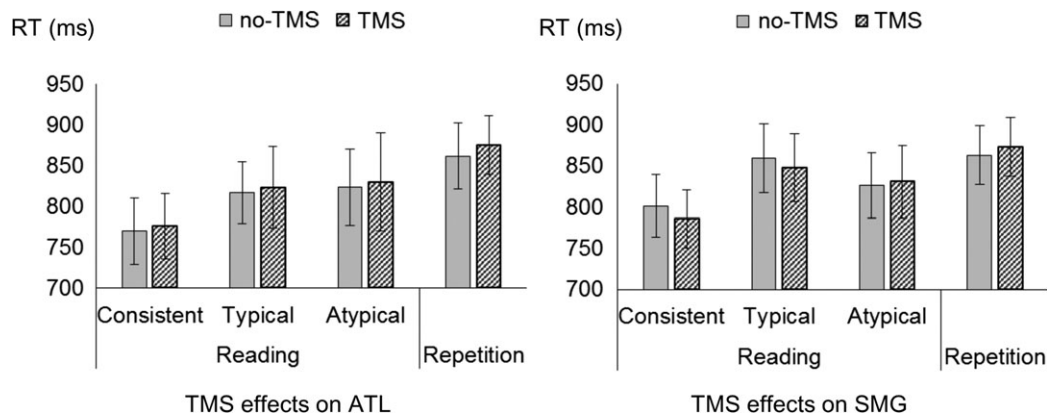 RT (ms)
no-TMS TMS
950
900
850
800
750
700
Consistent Typical Atypical
Reading Repetition
TMS effects on ATL
RT (ms)
no-TMS TMS
950
900
850
800
750
700
Consistent Typical Atypical
Reading Repetition
TMS effects on SMG